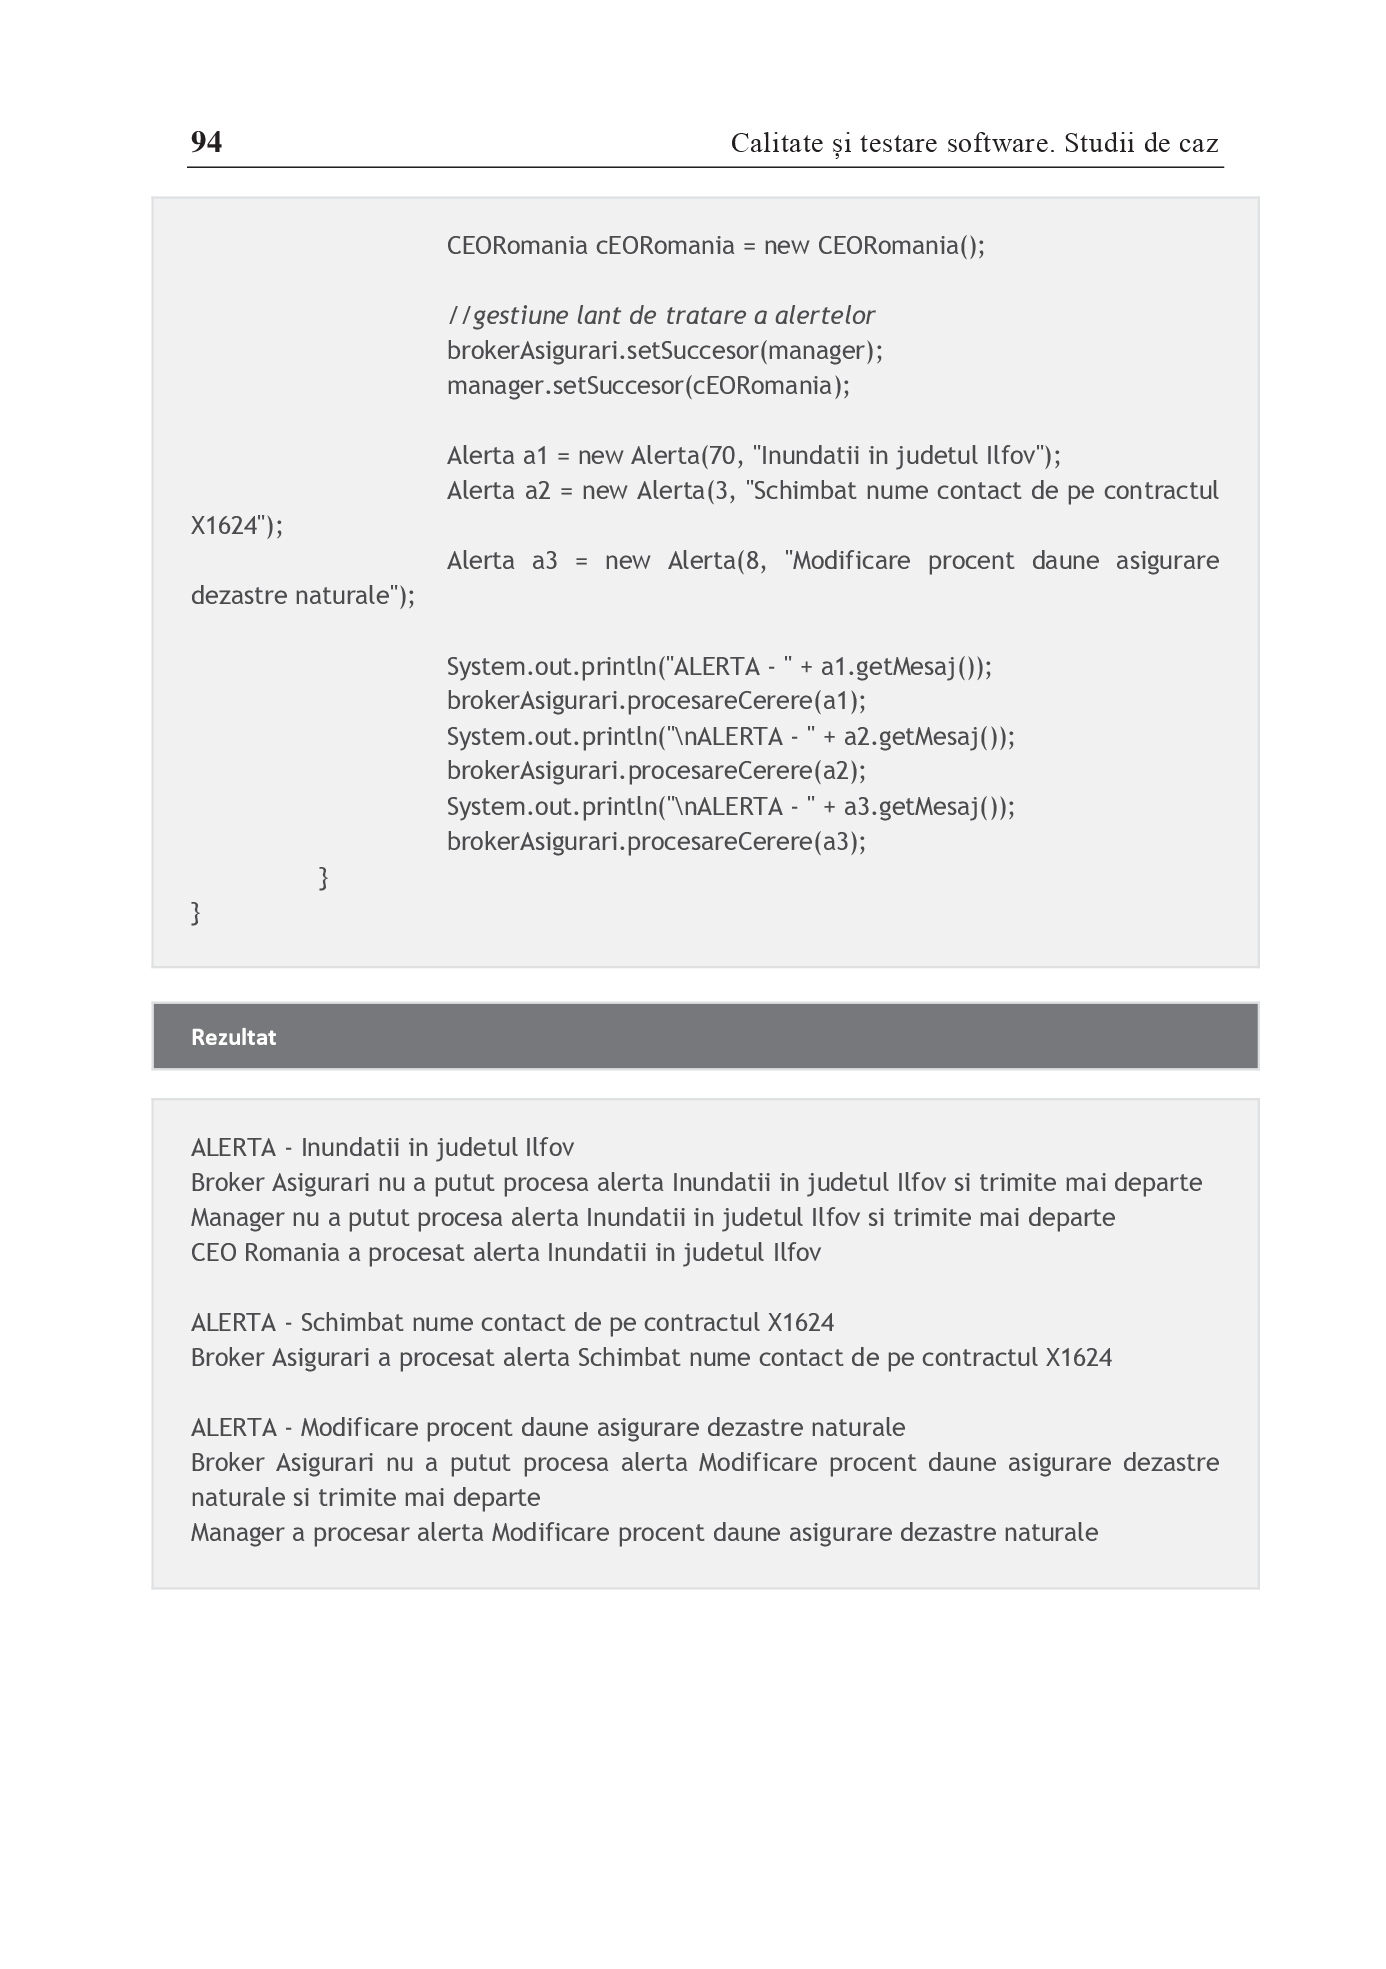 94 Calitate și testare software. Studii de caz
CEORomania cEORomania = new CEORomania();
//gestiune lant de tratare a alertelor
brokerAsigurari.setSuccesor(manager);
manager.setSuccesor(cEORomania);
Alerta a1 = new Alerta(70, "Inundatii in judetul Ilfov");
Alerta a2 = new Alerta(3, "Schimbat nume contact de pe contractul
X1624");
Alerta a3 = new Alerta(8, "Modificare procent daune asigurare
dezastre naturale");
System.out.println("ALERTA - " + a1.getMesaj());
brokerAsigurari.procesareCerere(a1);
System.out.println("\nALERTA - " + a2.getMesaj());
brokerAsigurari.procesareCerere(a2);
System.out.println("\nALERTA - " + a3.getMesaj());
brokerAsigurari.procesareCerere(a3);
}
}
Rezultat
ALERTA - Inundatii in judetul Ilfov
Broker Asigurari nu a putut procesa alerta Inundatii in judetul Ilfov si trimite mai departe
Manager nu a putut procesa alerta Inundatii in judetul Ilfov si trimite mai departe
CEO Romania a procesat alerta Inundatii in judetul Ilfov
ALERTA - Schimbat nume contact de pe contractul X1624
Broker Asigurari a procesat alerta Schimbat nume contact de pe contractul X1624
ALERTA - Modificare procent daune asigurare dezastre naturale
Broker Asigurari nu a putut procesa alerta Modificare procent daune asigurare dezastre
naturale si trimite mai departe
Manager a procesar alerta Modificare procent daune asigurare dezastre naturale